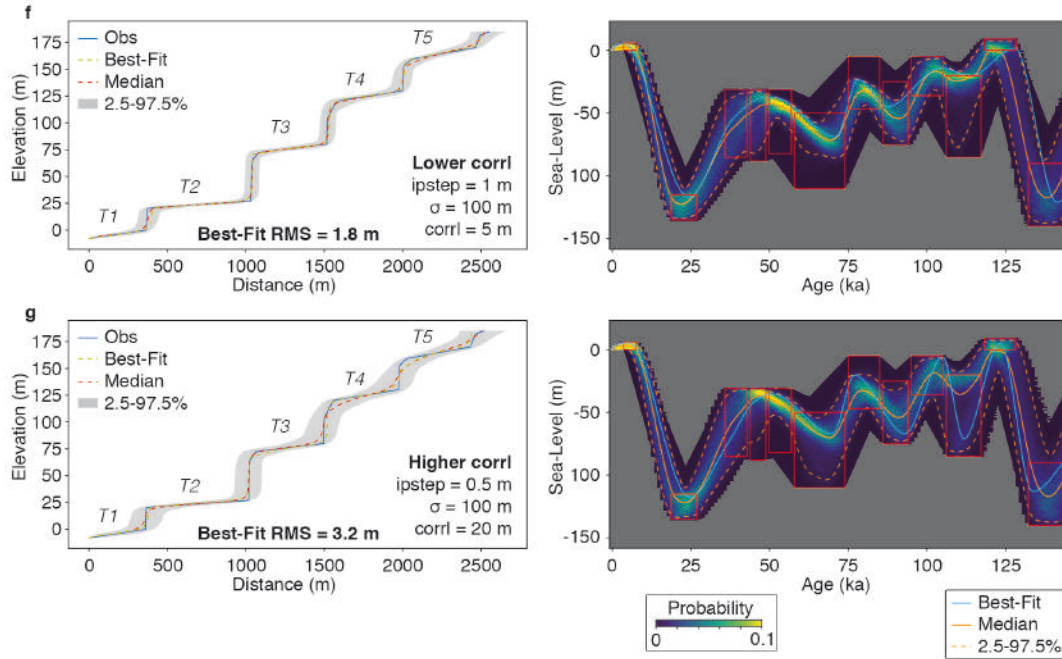 f
Elevation (m)
175
150
125
100
75
50
25
0
Obs
Best-Fit
Median
2.5-97.5%
T1
T2
T3
T4
T5
Lower corrl
ipstep = 1 m
σ = 100 m
corrl = 5 m
Best-Fit RMS = 1.8 m
0 500 1000 1500 2000 2500
Distance (m)
Sea-Level (m)
0
-50
-100
-150
0 25 50 75 100 125
Age (ka)
g
Elevation (m)
175
150
125
100
75
50
25
0
Obs
Best-Fit
Median
2.5-97.5%
T1
T2
T3
T4
T5
Higher corrl
ipstep = 0.5 m
σ = 100 m
corrl = 20 m
Best-Fit RMS = 3.2 m
0 500 1000 1500 2000 2500
Distance (m)
Sea-Level (m)
0
-50
-100
-150
0 25 50 75 100 125
Age (ka)
Probability
0 0.1
Best-Fit
Median
2.5-97.5%